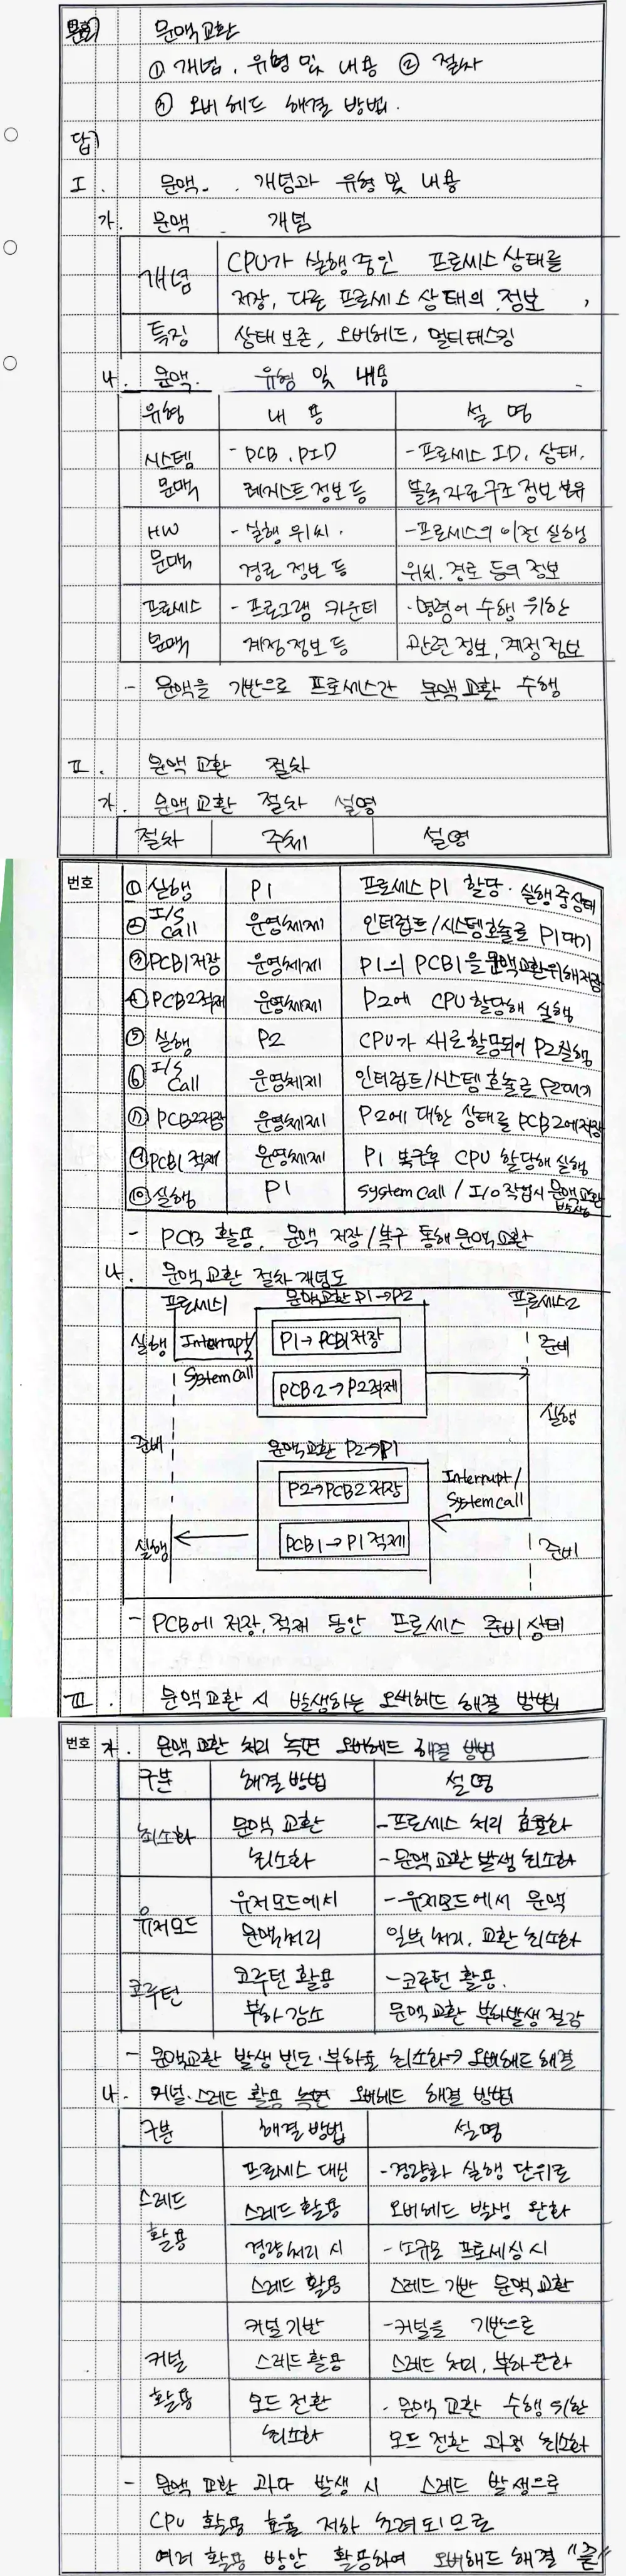 문맥교환
① 개념, 유형 및 내용 ② 절차
③ 오버헤드 해결 방법.
답)
I. 문맥. 개념과 유형 및 내용
가. 문맥 개념
개념 CPU가 실행중인 프로세스 상태를
저장, 다른 프로세스 상태의 정보
특징 상태보존, 오버헤드, 멀티태스킹
나. 문맥. 유형 및 내용
유형 내용 설명
시스템 - PCB, PID - 프로세스 ID, 상태,
문맥 레지스트 정보 등 블록 자료구조 정보 보유
HW - 실행 위치, - 프로세스의 이전 실행
문맥 경로 정보 등 위치, 경로 등의 정보
프로세스 - 프로그램 카운터 - 명령어 수행 위한
문맥 계정정보 등 관련 정보, 계정 정보
- 문맥을 기반으로 프로세스간 문맥교환 수행
II. 문맥교환 절차
가. 문맥교환 절차 설명
절차 주체 설명
번호
① 실행 P1 프로세스 P1 할당. 실행중상태
② I/S Call 운영체제 인터럽트/시스템호출로 P1대기
③ PCB1저장 운영체제 P1의 PCB1을 문맥교환위해저장
④ PCB2적재 운영체제 P2에 CPU 할당해 실행
⑤ 실행 P2 CPU가 새로할당되어 P2실행
⑥ I/S Call 운영체제 인터럽트/시스템호출로 P2대기
PCB2저장 운영체제 P2에 대한 상태를 PCB2에저장
⑨ PCB1적재 운영체제 P1 복구후 CPU 할당해 실행
⑩ 실행 P1 System Call / I/O작업시 문맥교환 발생
- PCB 활용, 문맥 저장/복구 통해 문맥교환
나. 문맥교환 절차 개념도
프로세스1 문맥교환 P1→P2 프로세스2
실행 Interrupt/ P1→PCB1저장 준비
System Call PCB2→P2적재
실행
준비 문맥교환 P2→P1
P2→PCB2저장 Interrupt/
System call
실행 PCB1→P1적재 준비
- PCB에 저장, 적재 동안 프로세스 준비상태
III. 문맥교환 시 발생하는 오버헤드 해결 방법
번호 가. 문맥교환 처리 측면 오버헤드 해결 방법
구분 해결방법 설명
최소화 문맥 교환 - 프로세스 처리 효율화
최소화 - 문맥교환 발생 최소화
유저모드 유저모드에서 - 유저모드에서 문맥
문맥처리 일부 처리, 교환 최소화
코루틴 코루틴 활용 - 코루틴 활용.
부하감소 문맥교환 부하발생 절감
- 문맥교환 발생 빈도·부하율 최소화→오버헤드 해결
나. 커널·스레드 활용 측면 오버헤드 해결 방법
구분 해결방법 설명
스레드 프로세스 대신 - 경량화 실행 단위로
활용 스레드 활용 오버헤드 발생 완화
경량처리 시 - 소규모 프로세싱 시
스레드 활용 스레드 기반 문맥교환
커널 커널기반 - 커널을 기반으로
활용 스레드활용 스레드 처리, 부하완화
모드 전환 - 문맥교환 수행 위한
최소화 모드 전환 과정 최소화
- 문맥 교환 과다 발생 시 스레드 발생으로
CPU 활용 효율 저하 초래되므로
여러 활용 방안 활용하여 오버헤드 해결 "끝"